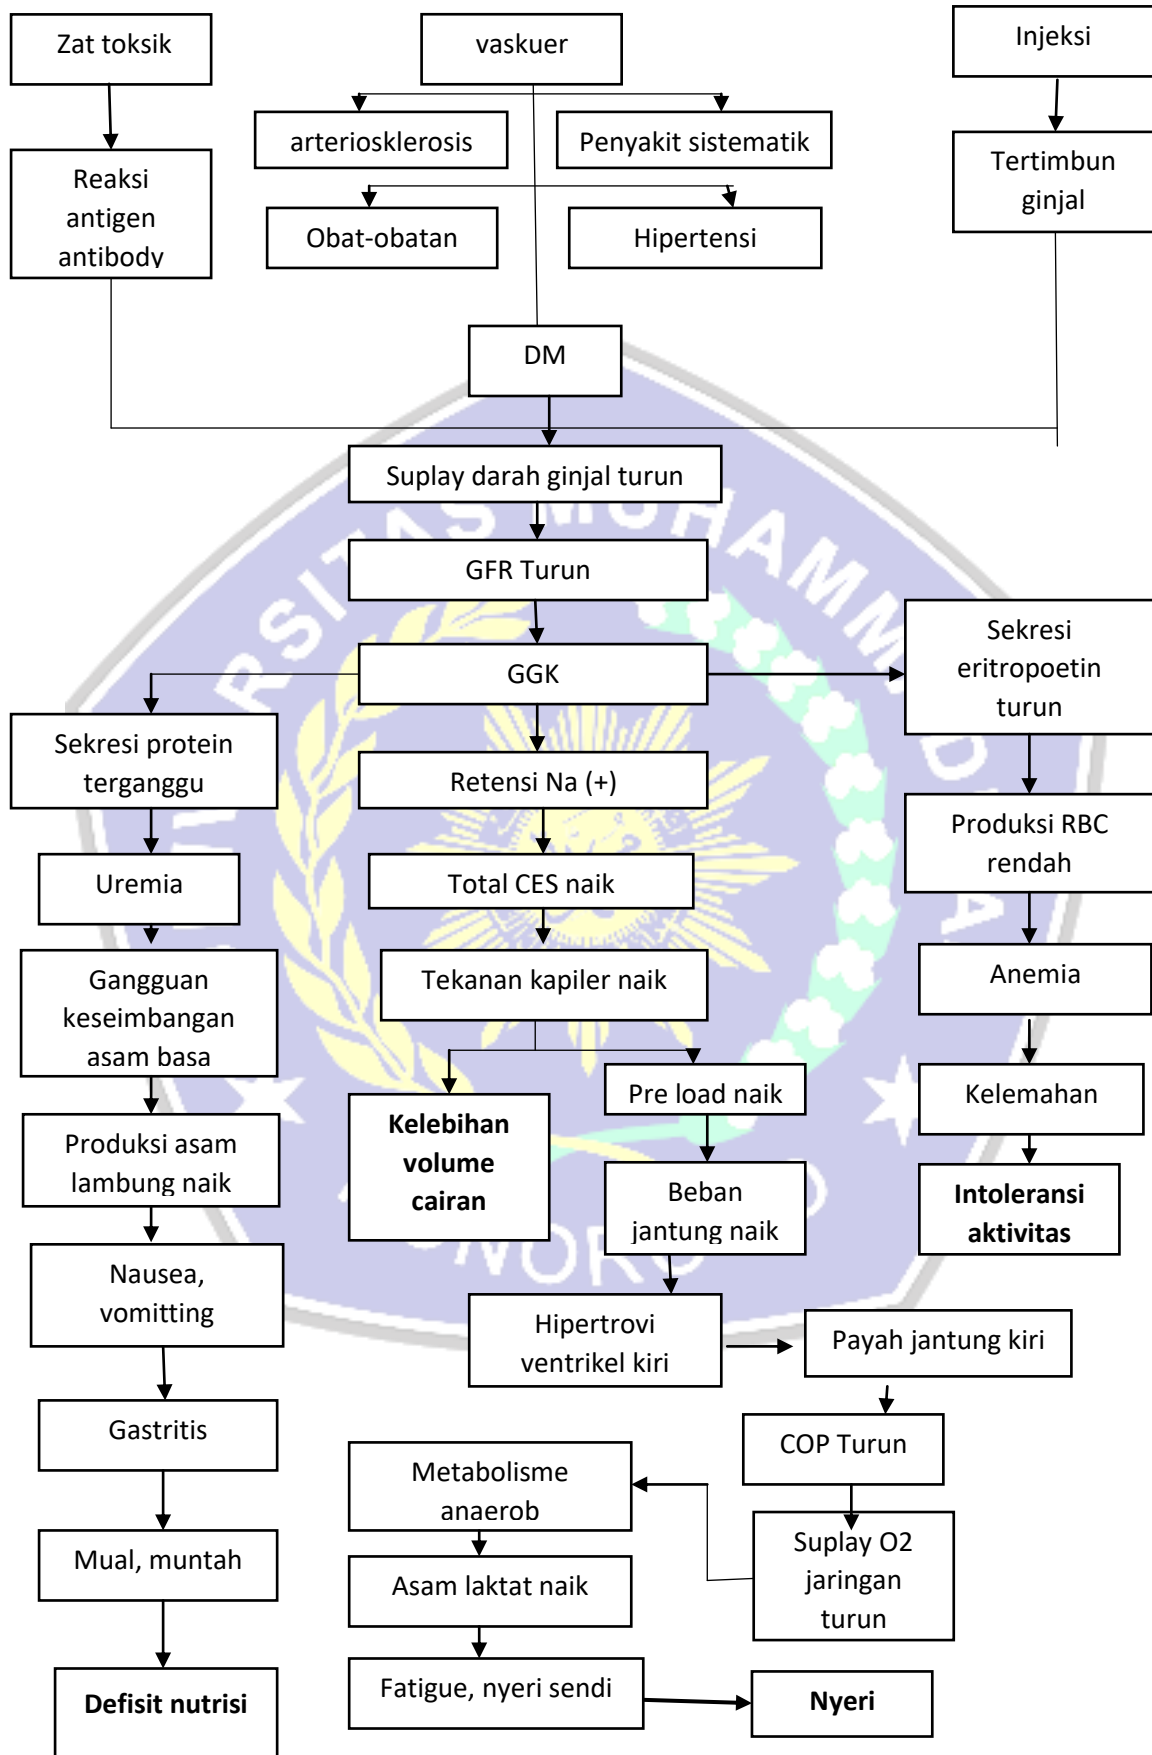 Zat toksik
vaskuer
Injeksi
arteriosklerosis
Penyakit sistematik
Reaksi
antigen
antibody
Tertimbun
ginjal
Obat-obatan
Hipertensi
DM
Suplay darah ginjal turun
GFR Turun
GGK
Sekresi
eritropoetin
turun
Sekresi protein
terganggu
Retensi Na (+)
Produksi RBC
rendah
Uremia
Total CES naik
Gangguan
keseimbangan
asam basa
Tekanan kapiler naik
Anemia
Pre load naik
Kelemahan
Kelebihan
volume
cairan
Produksi asam
lambung naik
Beban
jantung naik
Intoleransi
aktivitas
Nausea,
vomitting
Hipertrovi
ventrikel kiri
Payah jantung kiri
Gastritis
COP Turun
Metabolisme
anaerob
Mual, muntah
Suplay O2
jaringan
turun
Asam laktat naik
Defisit nutrisi
Fatigue, nyeri sendi
Nyeri